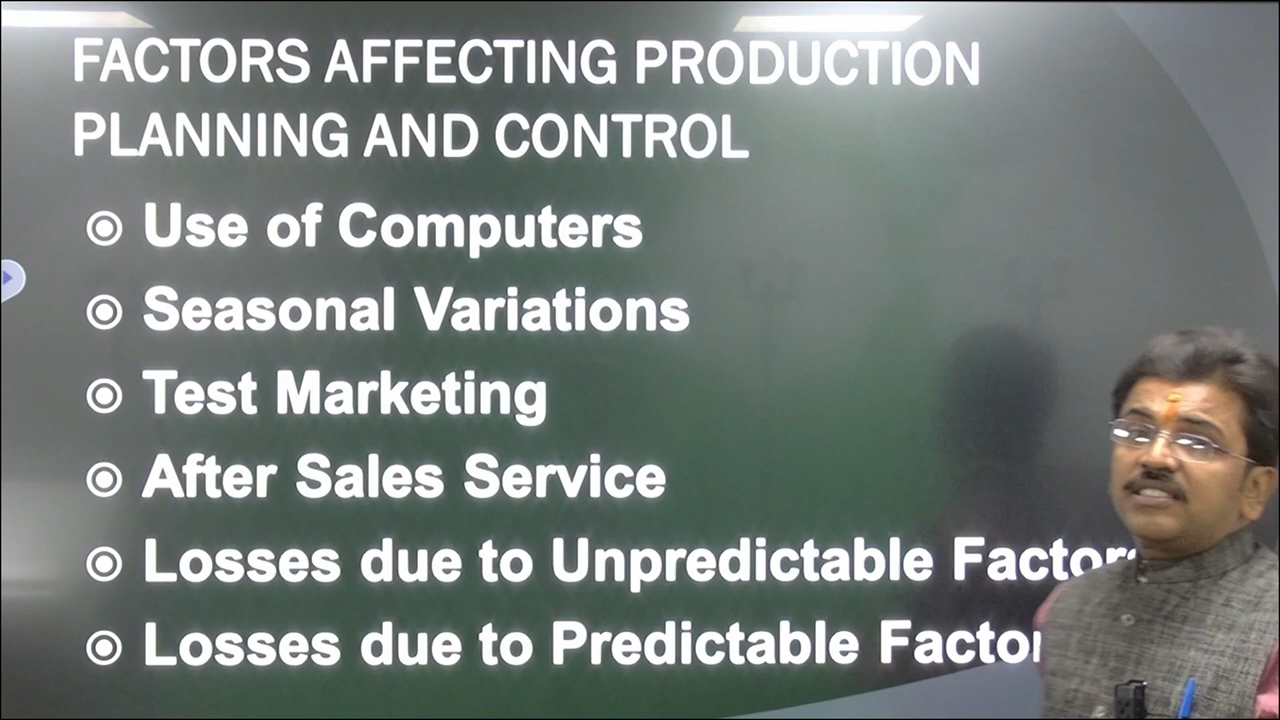 FACTORS AFFECTING PRODUCTION
PLANNING AND CONTROL
Use of Computers
Seasonal Variations
Test Marketing
After Sales Service
Losses due to Unpredictable Factors
Losses due to Predictable Factor